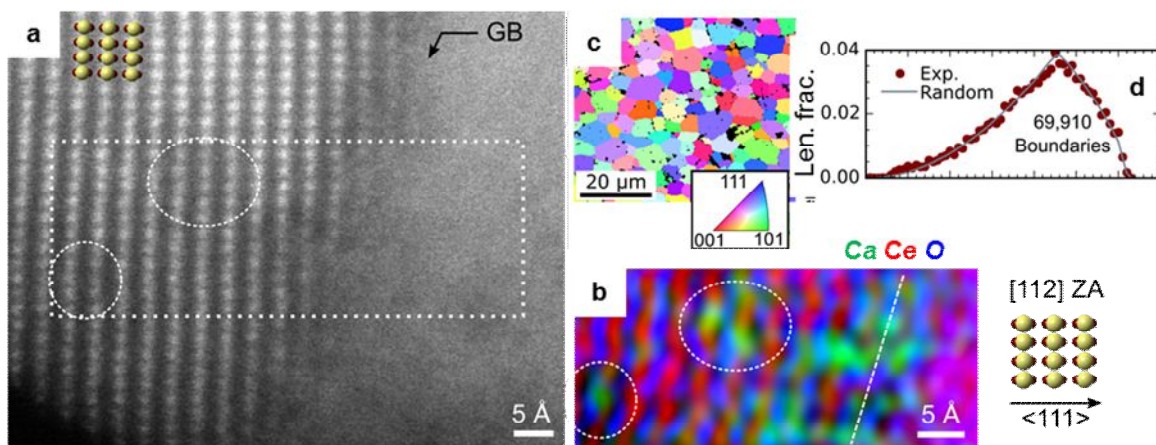 a
GB
5 Å
c
20 µm
111
001
101
Len. frac.
0.04
0.02
0.00
Exp.
Random
d
69,910
Boundaries
Ca Ce O
b
5 Å
[112] ZA
<111>